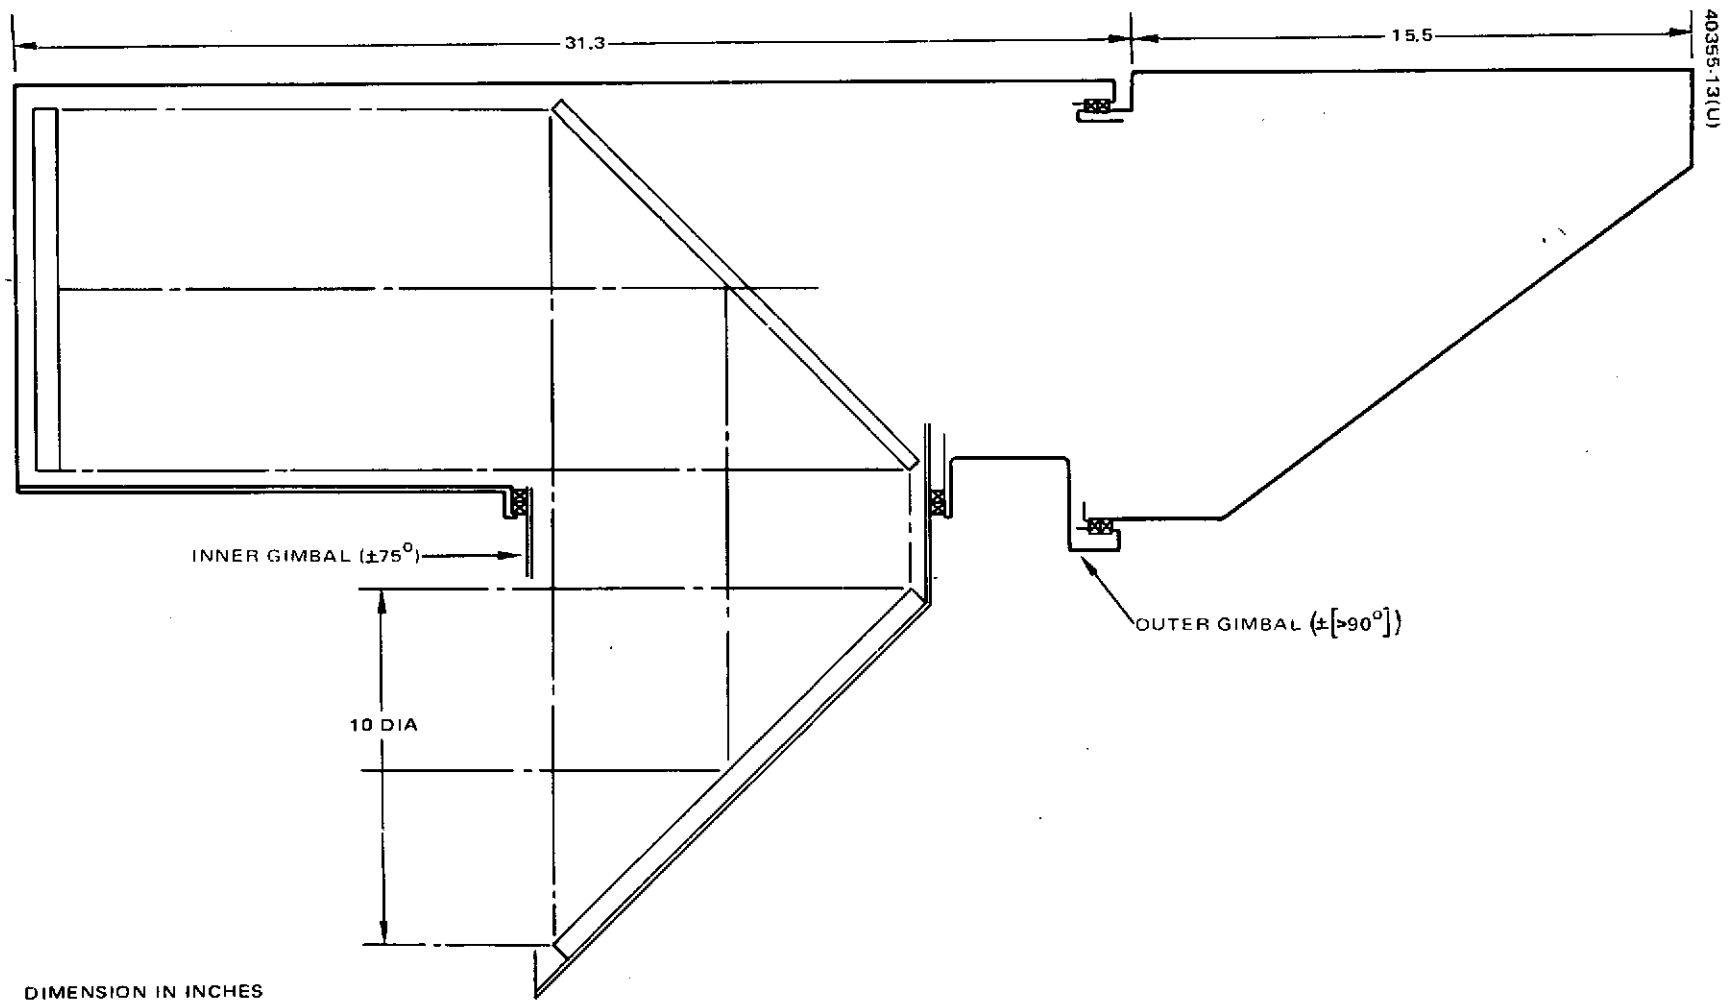 40355-13(U)
31.3
15.5
INNER GIMBAL (±75°)
OUTER GIMBAL (±[>90°])
10 DIA
DIMENSION IN INCHES